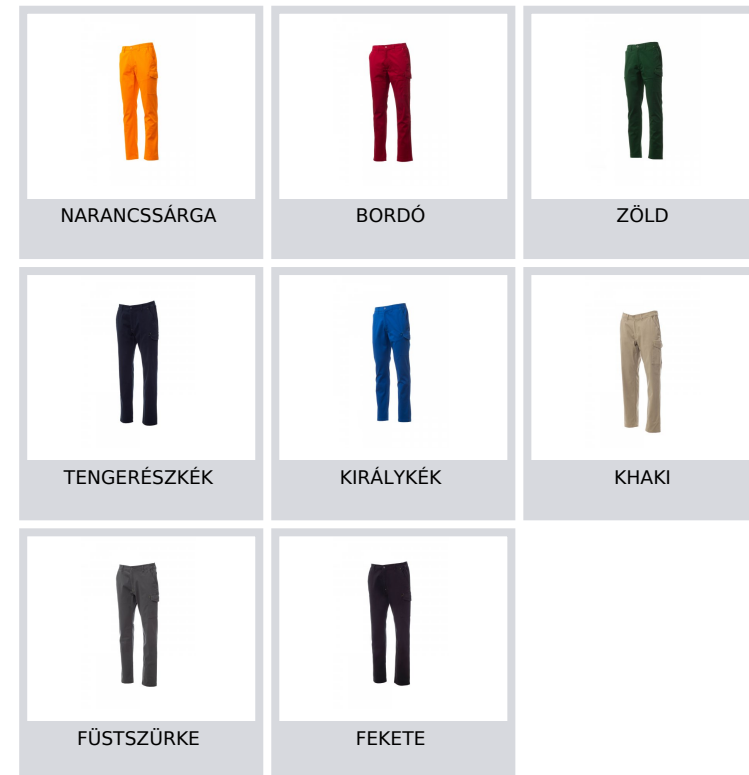 NARANCSSÁRGA
BORDÓ
ZÖLD
TENGERÉSZKÉK
KIRÁLYKÉK
KHAKI
FÜSTSZÜRKE
FEKETE